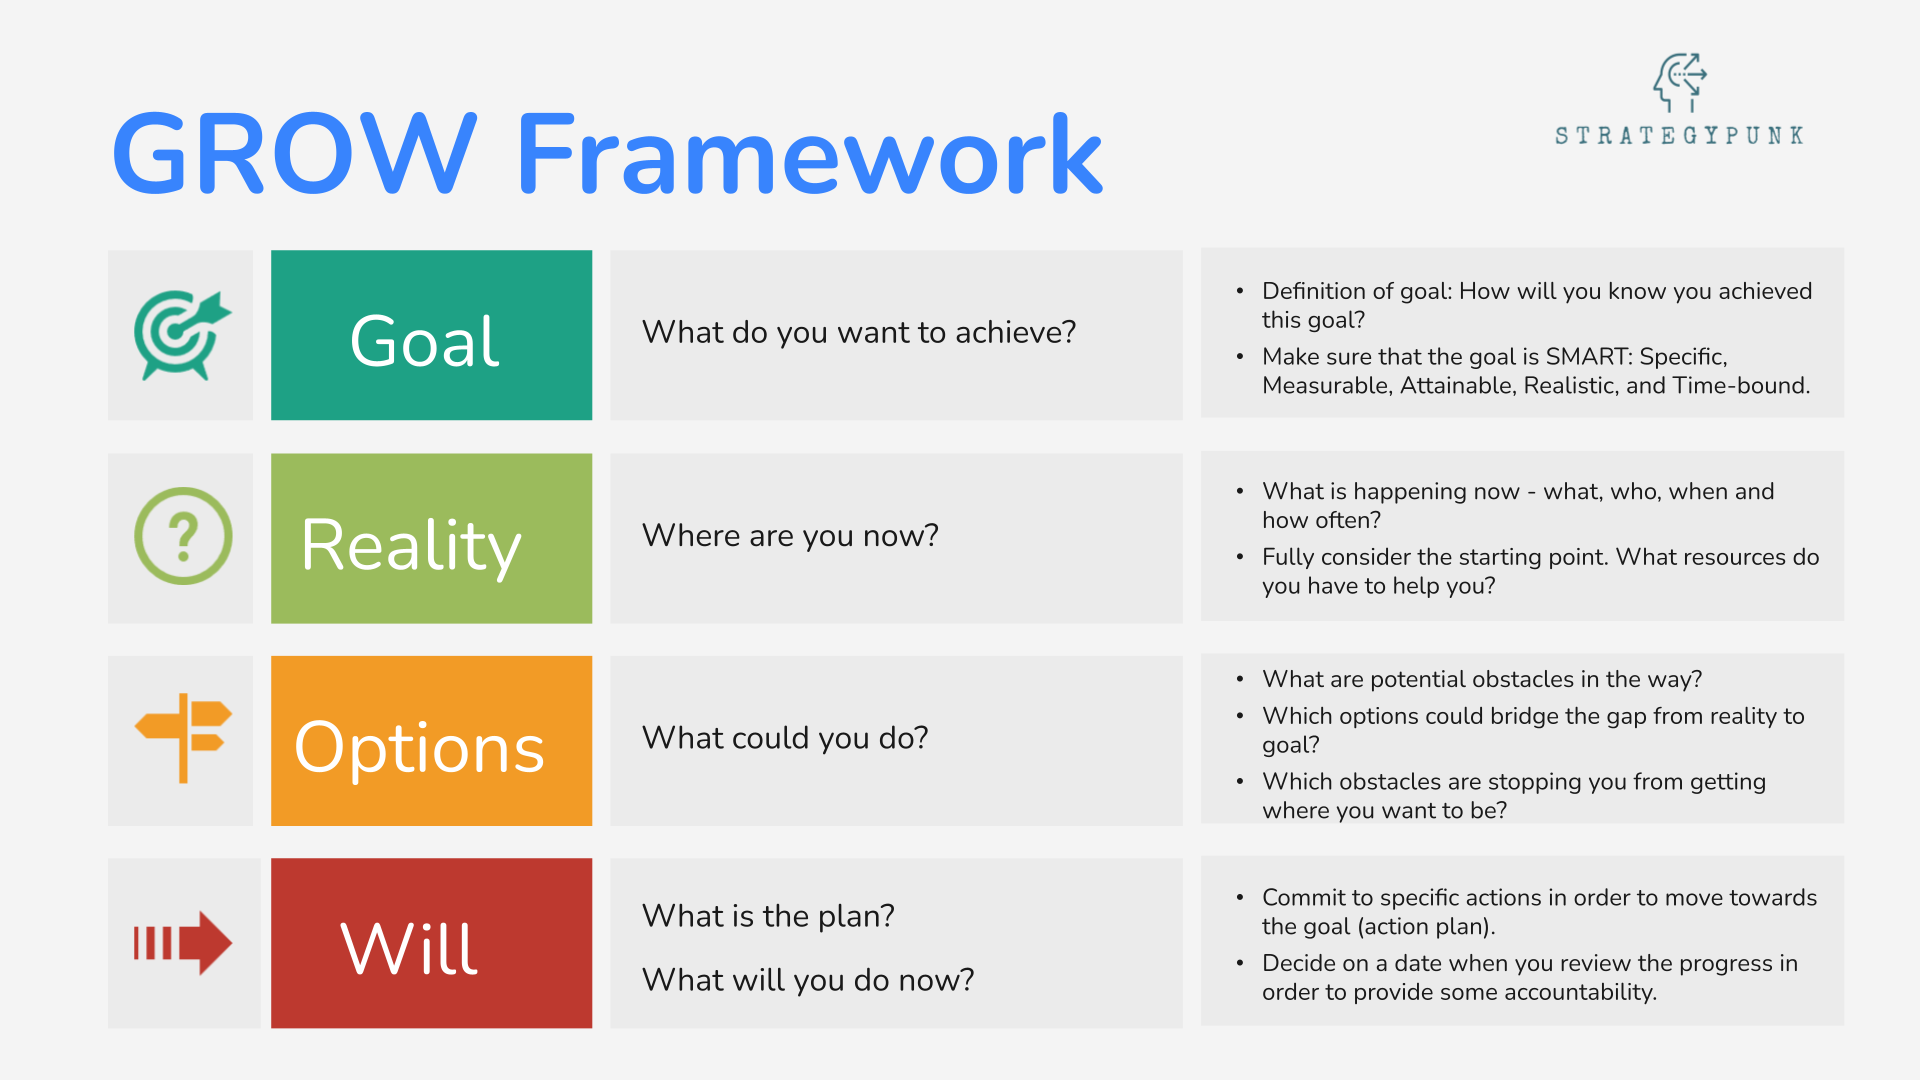 STRATEGYPUNK
GROW Framework
Goal
What do you want to achieve?
• Definition of goal: How will you know you achieved
this goal?
• Make sure that the goal is SMART: Specific,
Measurable, Attainable, Realistic, and Time-bound.
?
Reality
Where are you now?
• What is happening now - what, who, when and
how often?
• Fully consider the starting point. What resources do
you have to help you?
Options
What could you do?
• What are potential obstacles in the way?
• Which options could bridge the gap from reality to
goal?
• Which obstacles are stopping you from getting
where you want to be?
Will
What is the plan?
What will you do now?
• Commit to specific actions in order to move towards
the goal (action plan).
• Decide on a date when you review the progress in
order to provide some accountability.